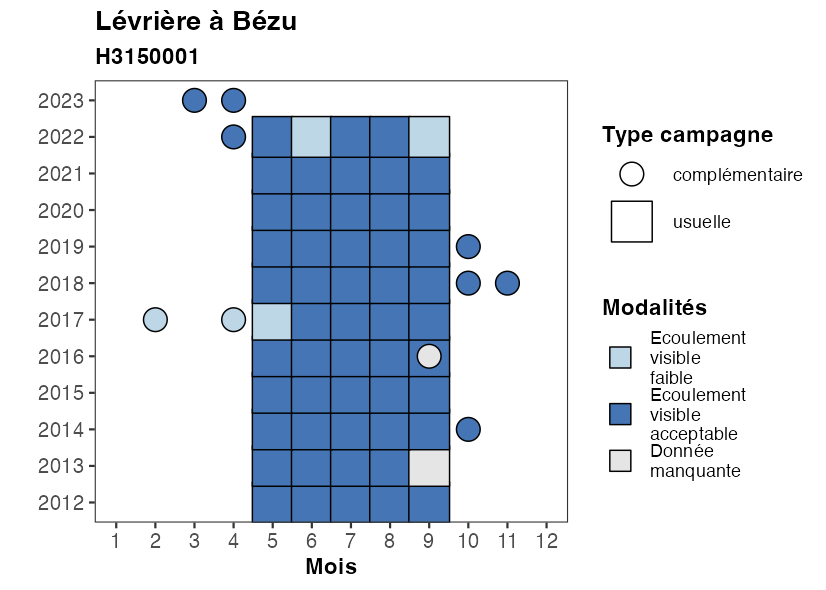 Lévrière à Bézu
H3150001
2023
2022
2021
2020
2019
2018
2017
2016
2015
2014
2013
2012
1 2 3 4 5 6 7 8 9 10 11 12
Mois
Type campagne
complémentaire
usuelle
Modalités
Ecoulement
visible
faible
Ecoulement
visible
acceptable
Donnée
manquante